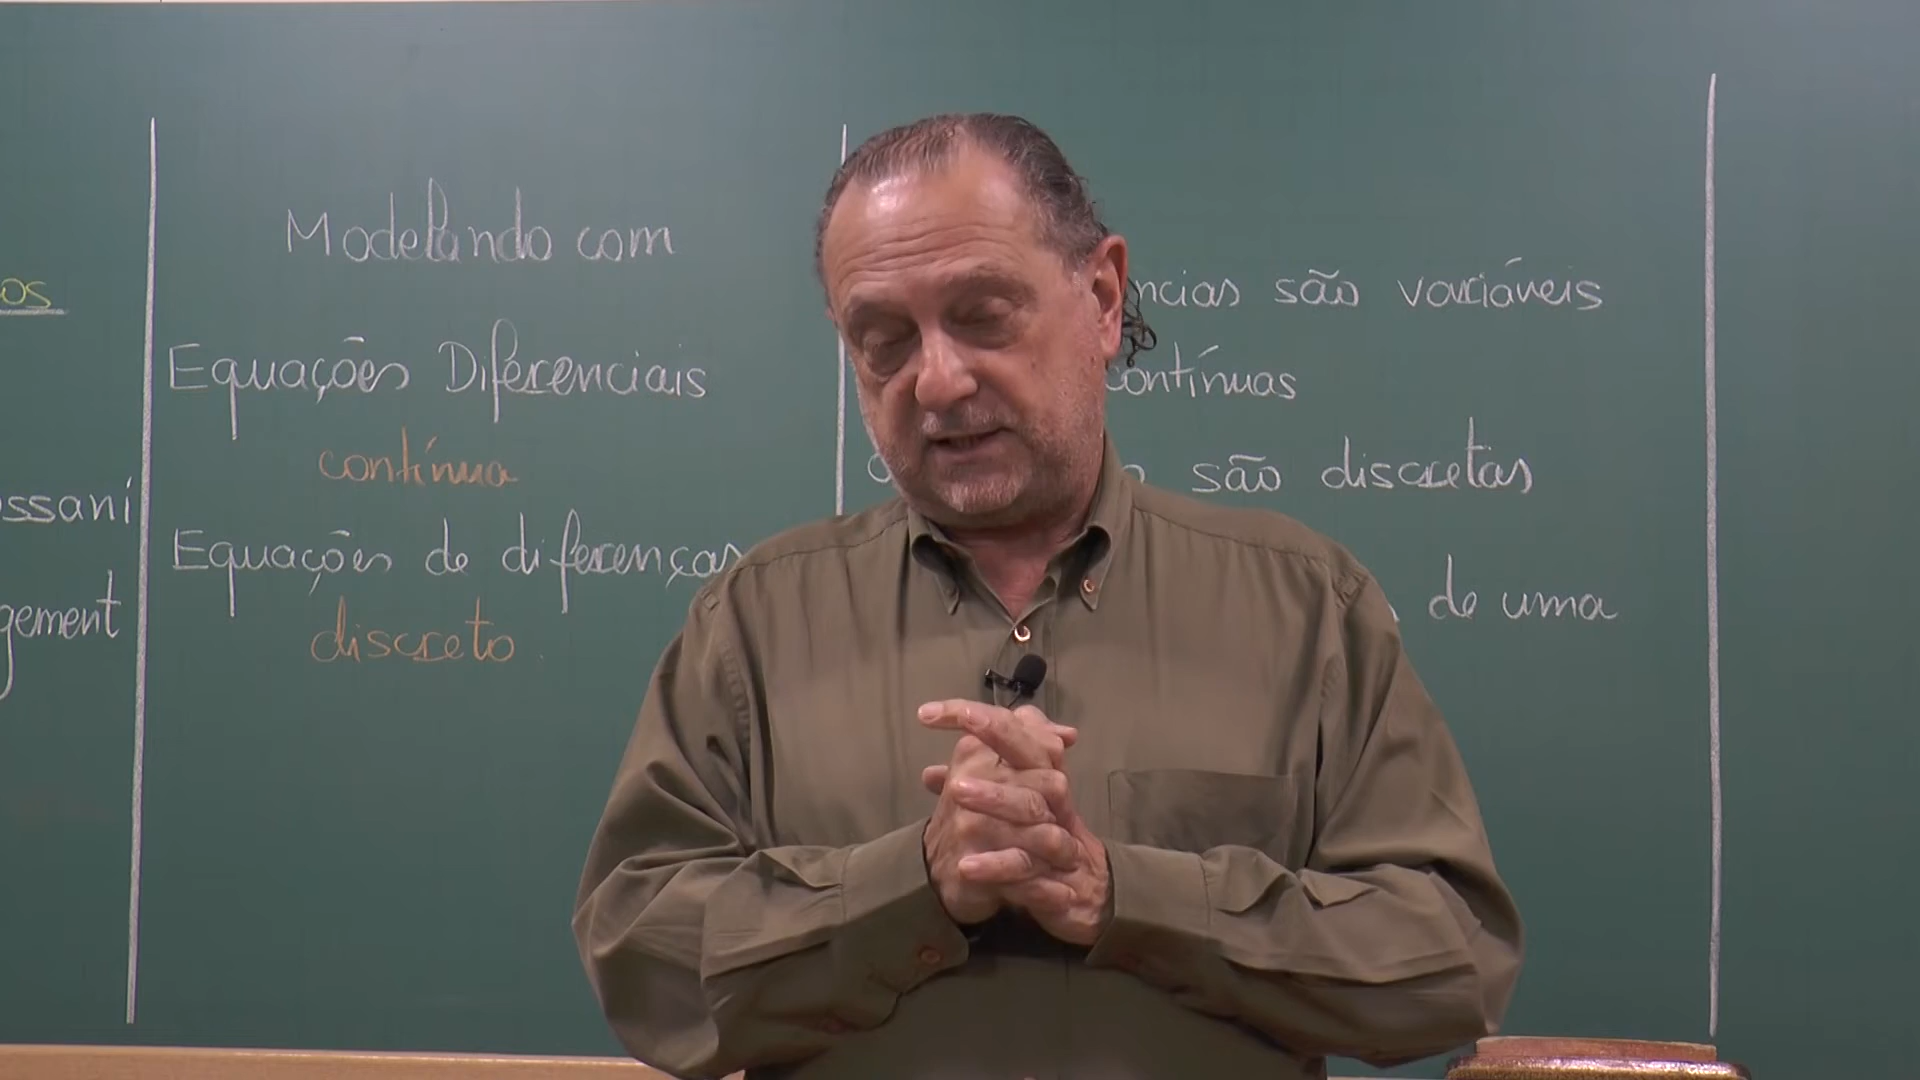 os
ssani
gement
Modelando com
Equações Diferenciais
contínua
Equações de diferenças
discreto.
ncias são variáveis
contínuas
são discretas
de uma